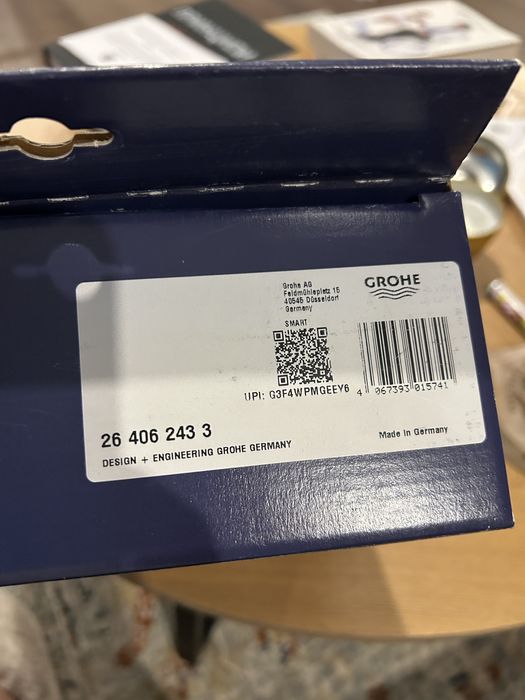 Grohe AG
Feldmühleplatz 15
40545 Düsseldorf
Germany
GROHE
SMART
UPI: G3F4WPMGEEY6
4 067393 015741
26 406 243 3
DESIGN + ENGINEERING GROHE GERMANY
Made in Germany